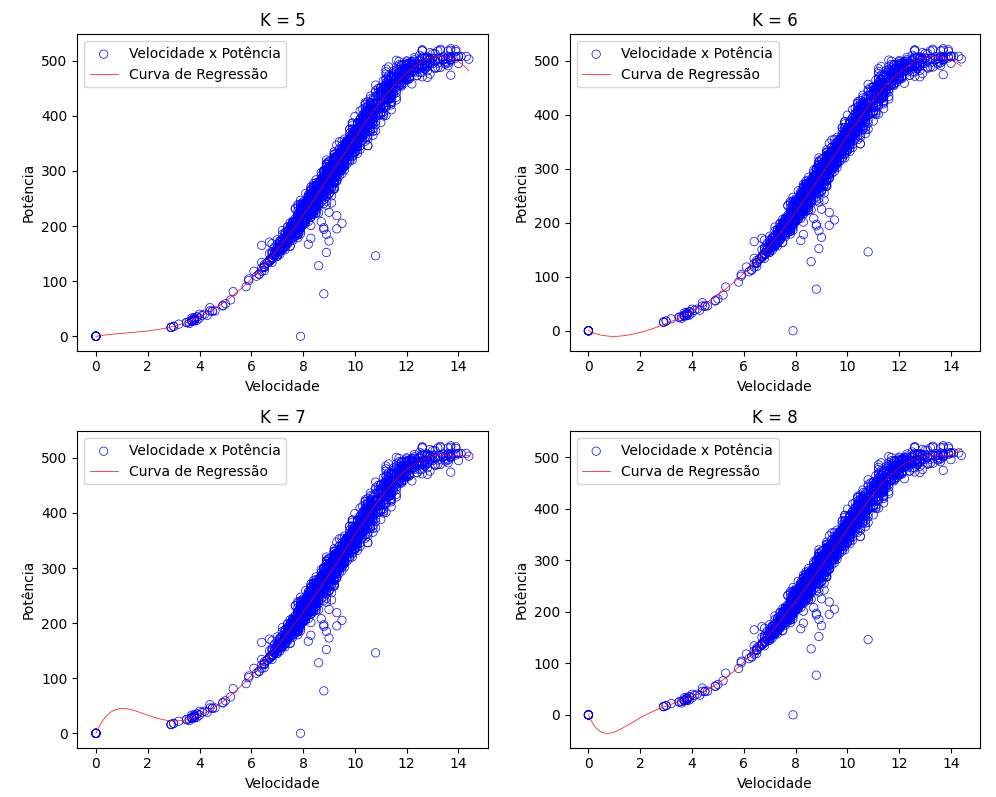 K = 5
Velocidade x Potência
Curva de Regressão
Potência
500
400
300
200
100
0
0 2 4 6 8 10 12 14
Velocidade
K = 6
Velocidade x Potência
Curva de Regressão
Potência
500
400
300
200
100
0
0 2 4 6 8 10 12 14
Velocidade
K = 7
Velocidade x Potência
Curva de Regressão
Potência
500
400
300
200
100
0
0 2 4 6 8 10 12 14
Velocidade
K = 8
Velocidade x Potência
Curva de Regressão
Potência
500
400
300
200
100
0
0 2 4 6 8 10 12 14
Velocidade